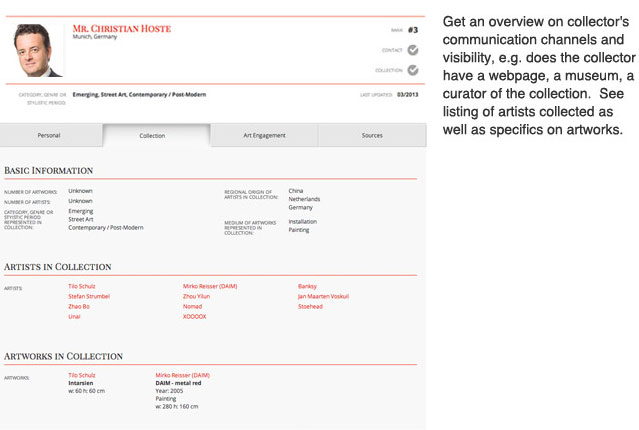 MR. CHRISTIAN HOSTE
Munich, Germany
RANK #3
CONTACT
COLLECTION
CATEGORY, GENRE OR STYLISTIC PERIOD: Emerging, Street Art, Contemporary / Post-Modern
LAST UPDATED: 03/2013
Get an overview on collector's
communication channels and
visibility, e.g. does the collector
have a webpage, a museum, a
curator of the collection. See
listing of artists collected as
well as specifics on artworks.
Personal Collection Art Engagement Sources
BASIC INFORMATION
NUMBER OF ARTWORKS: Unknown
NUMBER OF ARTISTS: Unknown
CATEGORY, GENRE OR
STYLISTIC PERIOD
REPRESENTED IN
COLLECTION:
Emerging
Street Art
Contemporary / Post-Modern
REGIONAL ORIGIN OF
ARTISTS IN COLLECTION:
China
Netherlands
Germany
MEDIUM OF ARTWORKS
REPRESENTED IN
COLLECTION:
Installation
Painting
ARTISTS IN COLLECTION
ARTISTS: Tilo Schulz Mirko Reisser (DAIM) Banksy
Stefan Strumbel Zhou Yilun Jan Maarten Voskuil
Zhao Bo Nomad Stoehead
Unai XOOOOX
ARTWORKS IN COLLECTION
ARTWORKS: Tilo Schulz Mirko Reisser (DAIM)
Intarsien DAIM - metal red
w: 60 h: 60 cm Year: 2005
Painting
w: 280 h: 160 cm